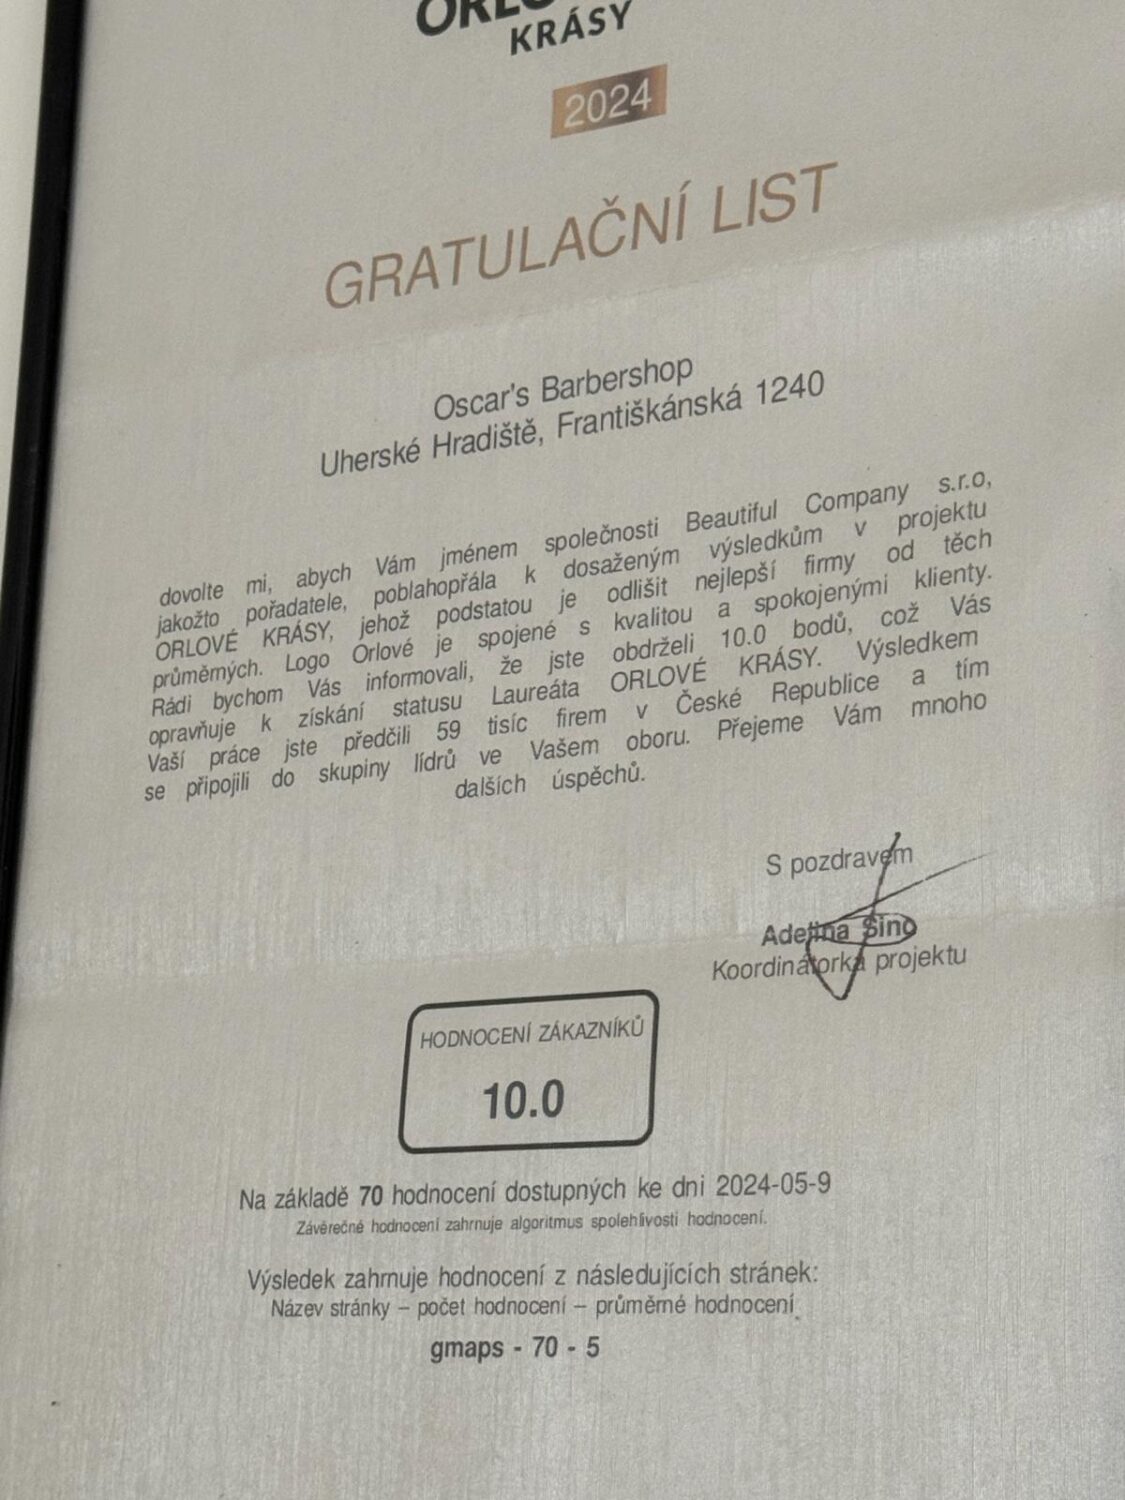 ORLOVÉ
KRÁSY
2024
GRATULAČNÍ LIST
Oscar's Barbershop
Uherské Hradiště, Františkánská 1240
dovolte mi, abych Vám jménem společnosti Beautiful Company s.r.o,
jakožto pořadatele, poblahopřála k dosaženým výsledkům v projektu
ORLOVÉ KRÁSY, jehož podstatou je odlišit nejlepší firmy od těch
průměrných. Logo Orlové je spojené s kvalitou a spokojenými klienty.
Rádi bychom Vás informovali, že jste obdrželi 10.0 bodů, což Vás
opravňuje k získání statusu Laureáta ORLOVÉ KRÁSY. Výsledkem
Vaší práce jste předčili 59 tisíc firem v České Republice a tím
se připojili do skupiny lídrů ve Vašem oboru. Přejeme Vám mnoho
dalších úspěchů.
S pozdravem
Adelina Sino
Koordinátorka projektu
HODNOCENÍ ZÁKAZNÍKŮ
10.0
Na základě 70 hodnocení dostupných ke dni 2024-05-9
Závěrečné hodnocení zahrnuje algoritmus spolehlivosti hodnocení.
Výsledek zahrnuje hodnocení z následujících stránek:
Název stránky – počet hodnocení – průměrné hodnocení
gmaps - 70 - 5